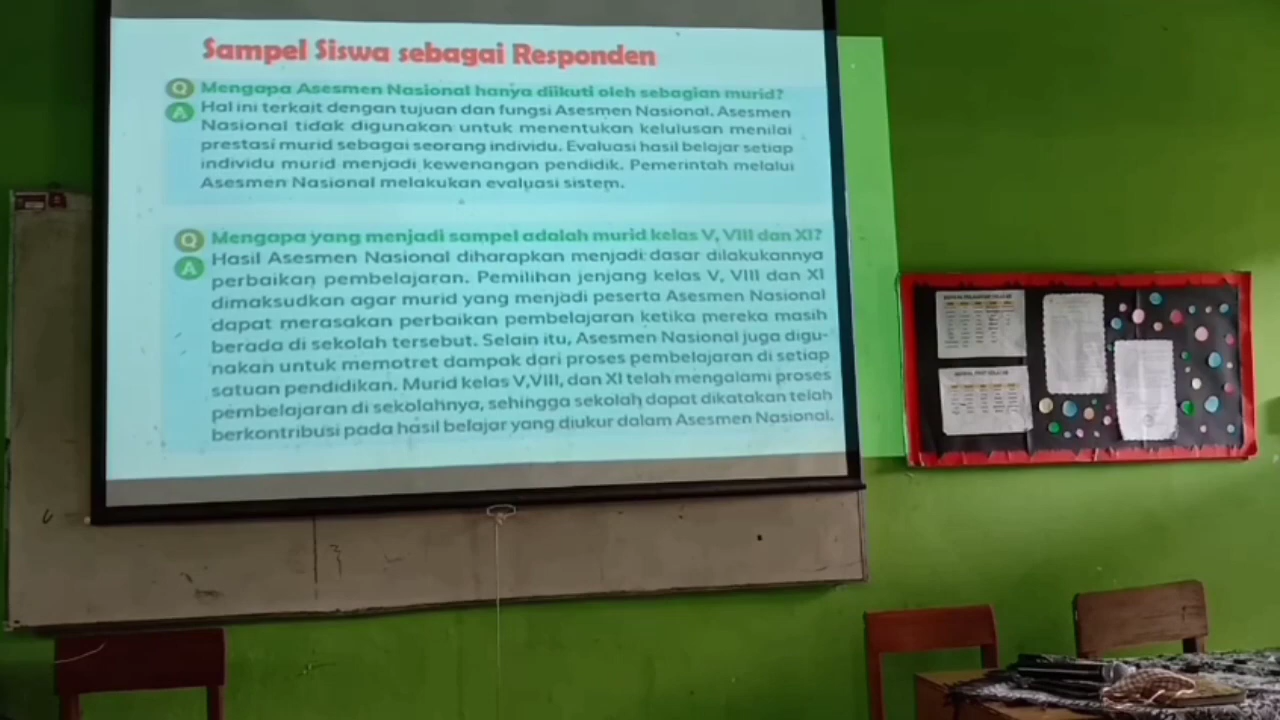 Sampel Siswa sebagai Responden
Q Mengapa Asesmen Nasional hanya diikuti oleh sebagian murid?
A Hal ini terkait dengan tujuan dan fungsi Asesmen Nasional. Asesmen
Nasional tidak digunakan untuk menentukan kelulusan menilai
prestasi murid sebagai seorang individu. Evaluasi hasil belajar setiap
individu murid menjadi kewenangan pendidik. Pemerintah melalui
Asesmen Nasional melakukan evaluasi sistem.
Q Mengapa yang menjadi sampel adalah murid kelas V, VIII dan XI?
A Hasil Asesmen Nasional diharapkan menjadi dasar dilakukannya
perbaikan pembelajaran. Pemilihan jenjang kelas V, VIII dan XI
dimaksudkan agar murid yang menjadi peserta Asesmen Nasional
dapat merasakan perbaikan pembelajaran ketika mereka masih
berada di sekolah tersebut. Selain itu, Asesmen Nasional juga digu-
nakan untuk memotret dampak dari proses pembelajaran di setiap
satuan pendidikan. Murid kelas V,VIII, dan XI telah mengalami proses
pembelajaran di sekolahnya, sehingga sekolah dapat dikatakan telah
berkontribusi pada hasil belajar yang diukur dalam Asesmen Nasional.